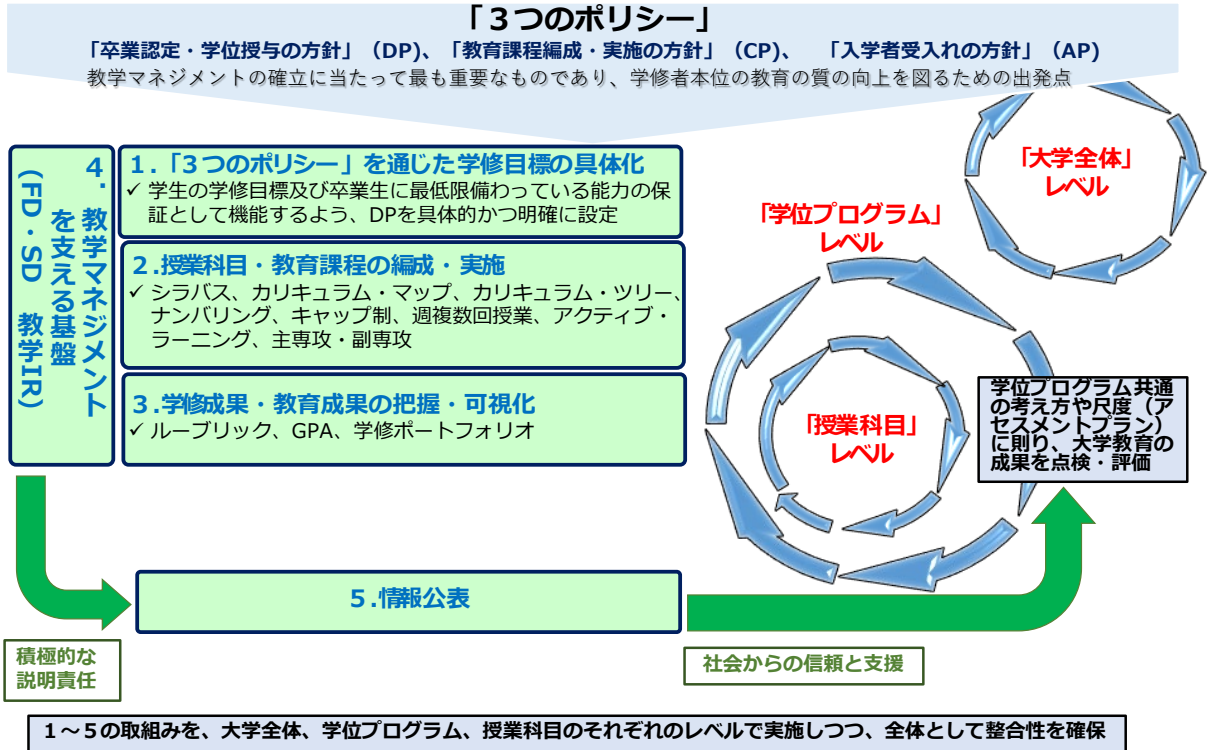 「３つのポリシー」
「卒業認定・学位授与の方針」（DP)、「教育課程編成・実施の方針」（CP）、　「入学者受入れの方針」（AP)
教学マネジメントの確立に当たって最も重要なものであり、学修者本位の教育の質の向上を図るための出発点
４．教学マネジメント
を支える基盤
（FD・SD　教学IR）
１.「３つのポリシー」を通じた学修目標の具体化
✓ 学生の学修目標及び卒業生に最低限備わっている能力の保
証として機能するよう、DPを具体的かつ明確に設定
２.授業科目・教育課程の編成・実施
✓ シラバス、カリキュラム・マップ、カリキュラム・ツリー、
ナンバリング、キャップ制、週複数回授業、アクティブ・
ラーニング、主専攻・副専攻
３.学修成果・教育成果の把握・可視化
✓ ルーブリック、GPA、学修ポートフォリオ
「大学全体」
レベル
「学位プログラム」
レベル
「授業科目」
レベル
学位プログラム共通
の考え方や尺度（ア
セスメントプラン）
に則り、大学教育の
成果を点検・評価
５.情報公表
積極的な
説明責任
社会からの信頼と支援
１～５の取組みを、大学全体、学位プログラム、授業科目のそれぞれのレベルで実施しつつ、全体として整合性を確保